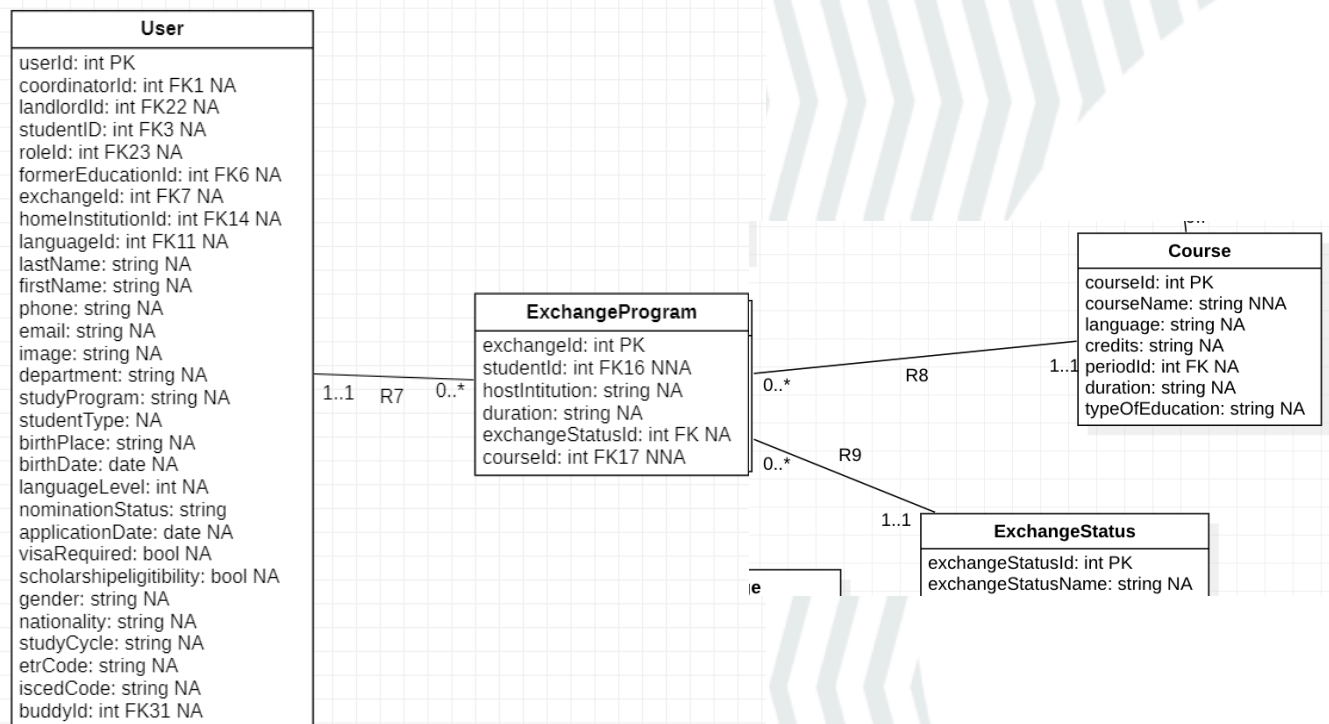 User
userId: int PK
coordinatorId: int FK1 NA
landlordId: int FK22 NA
studentID: int FK3 NA
roleId: int FK23 NA
formerEducationId: int FK6 NA
exchangeId: int FK7 NA
homeInstitutionId: int FK14 NA
languageId: int FK11 NA
lastName: string NA
firstName: string NA
phone: string NA
email: string NA
image: string NA
department: string NA
studyProgram: string NA
studentType: NA
birthPlace: string NA
birthDate: date NA
languageLevel: int NA
nominationStatus: string
applicationDate: date NA
visaRequired: bool NA
scholarshipeligitibility: bool NA
gender: string NA
nationality: string NA
studyCycle: string NA
etrCode: string NA
iscedCode: string NA
buddyId: int FK31 NA
1..1 R7 0..*
ExchangeProgram
exchangeId: int PK
studentId: int FK16 NNA
hostIntitution: string NA
duration: string NA
exchangeStatusId: int FK NA
courseId: int FK17 NNA
0..* R8 1..1
0..* R9
1..1
Course
courseId: int PK
courseName: string NNA
language: string NA
credits: string NA
periodId: int FK NA
duration: string NA
typeOfEducation: string NA
ExchangeStatus
exchangeStatusId: int PK
exchangeStatusName: string NA